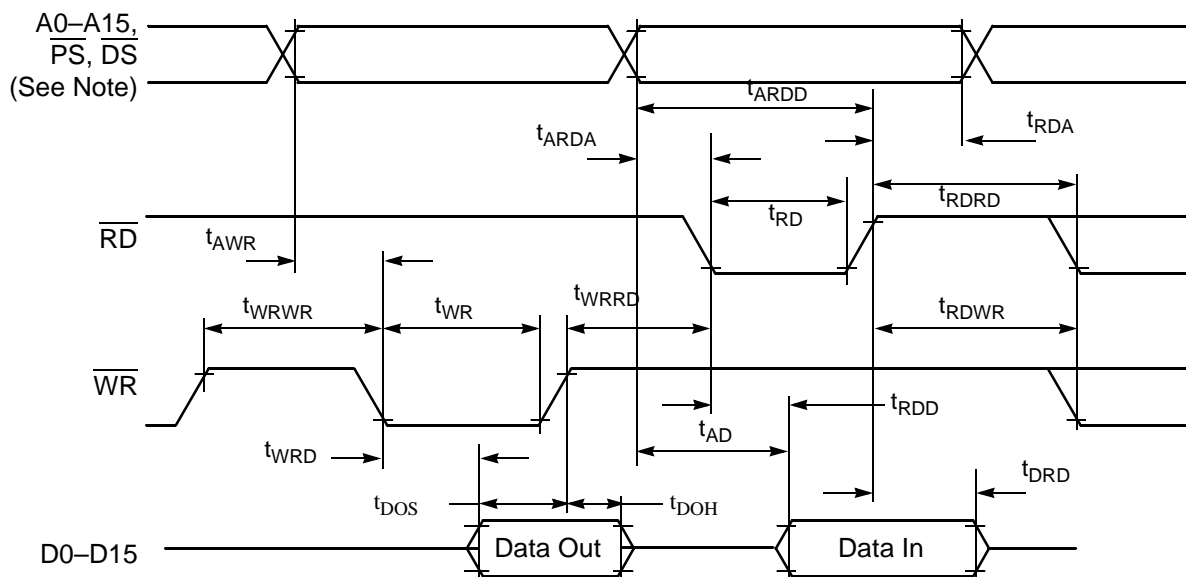 A0–A15,
PS, DS
(See Note)
tARDD
tRDA
tARDA
tRDRD
tRD
RD
tAWR
tWRWR
tWR
tWRRD
tRDWR
WR
tRDD
tAD
tWRD
tDRD
tDOS
tDOH
D0–D15
Data Out
Data In